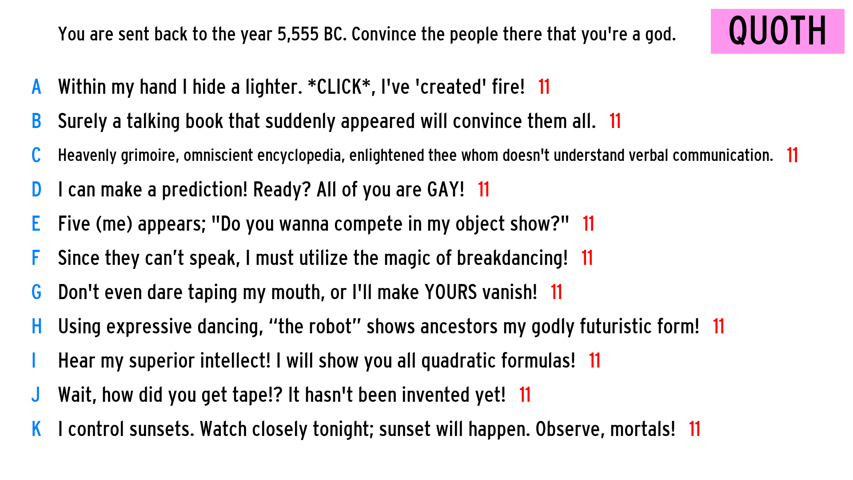 You are sent back to the year 5,555 BC. Convince the people there that you're a god.
QUOTH
A Within my hand I hide a lighter. *CLICK*, I've 'created' fire! 11
B Surely a talking book that suddenly appeared will convince them all. 11
C Heavenly grimoire, omniscient encyclopedia, enlightened thee whom doesn't understand verbal communication. 11
D I can make a prediction! Ready? All of you are GAY! 11
E Five (me) appears; "Do you wanna compete in my object show?" 11
F Since they can’t speak, I must utilize the magic of breakdancing! 11
G Don't even dare taping my mouth, or I'll make YOURS vanish! 11
H Using expressive dancing, “the robot” shows ancestors my godly futuristic form! 11
I Hear my superior intellect! I will show you all quadratic formulas! 11
J Wait, how did you get tape!? It hasn't been invented yet! 11
K I control sunsets. Watch closely tonight; sunset will happen. Observe, mortals! 11